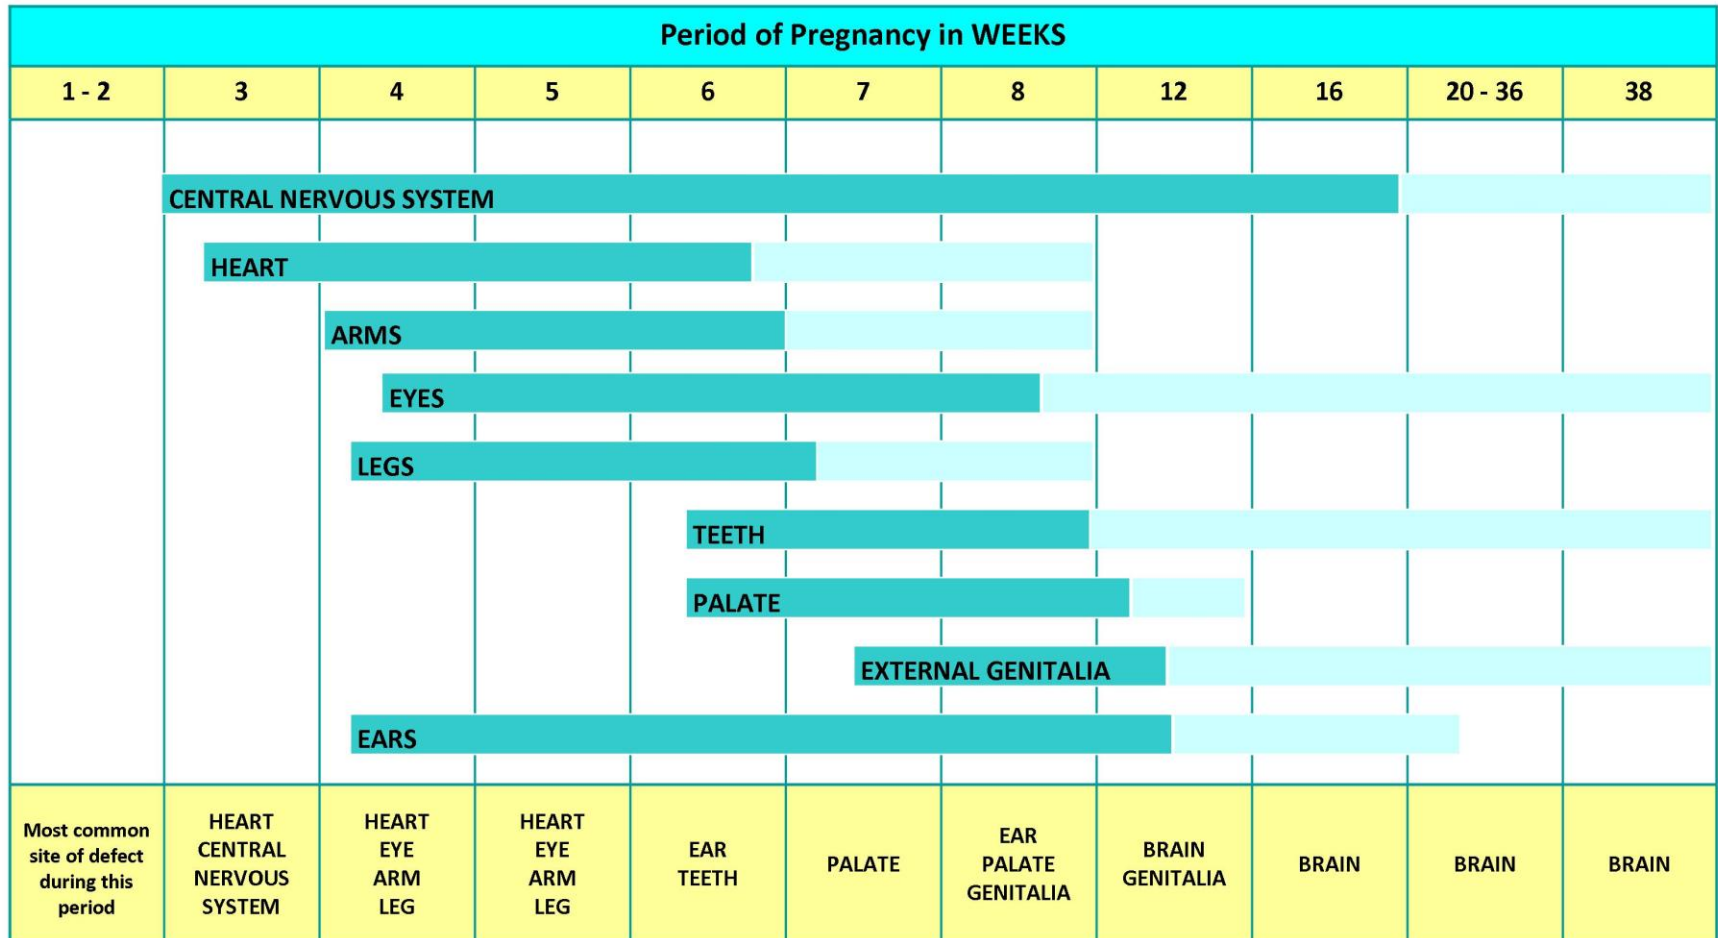 Period of Pregnancy in WEEKS
1 - 2 3 4 5 6 7 8 12 16 20 - 36 38
CENTRAL NERVOUS SYSTEM
HEART
ARMS
EYES
LEGS
TEETH
PALATE
EXTERNAL GENITALIA
EARS
Most common
site of defect
during this
period
HEART
CENTRAL
NERVOUS
SYSTEM
HEART
EYE
ARM
LEG
HEART
EYE
ARM
LEG
EAR
TEETH
PALATE
EAR
PALATE
GENITALIA
BRAIN
GENITALIA
BRAIN
BRAIN
BRAIN